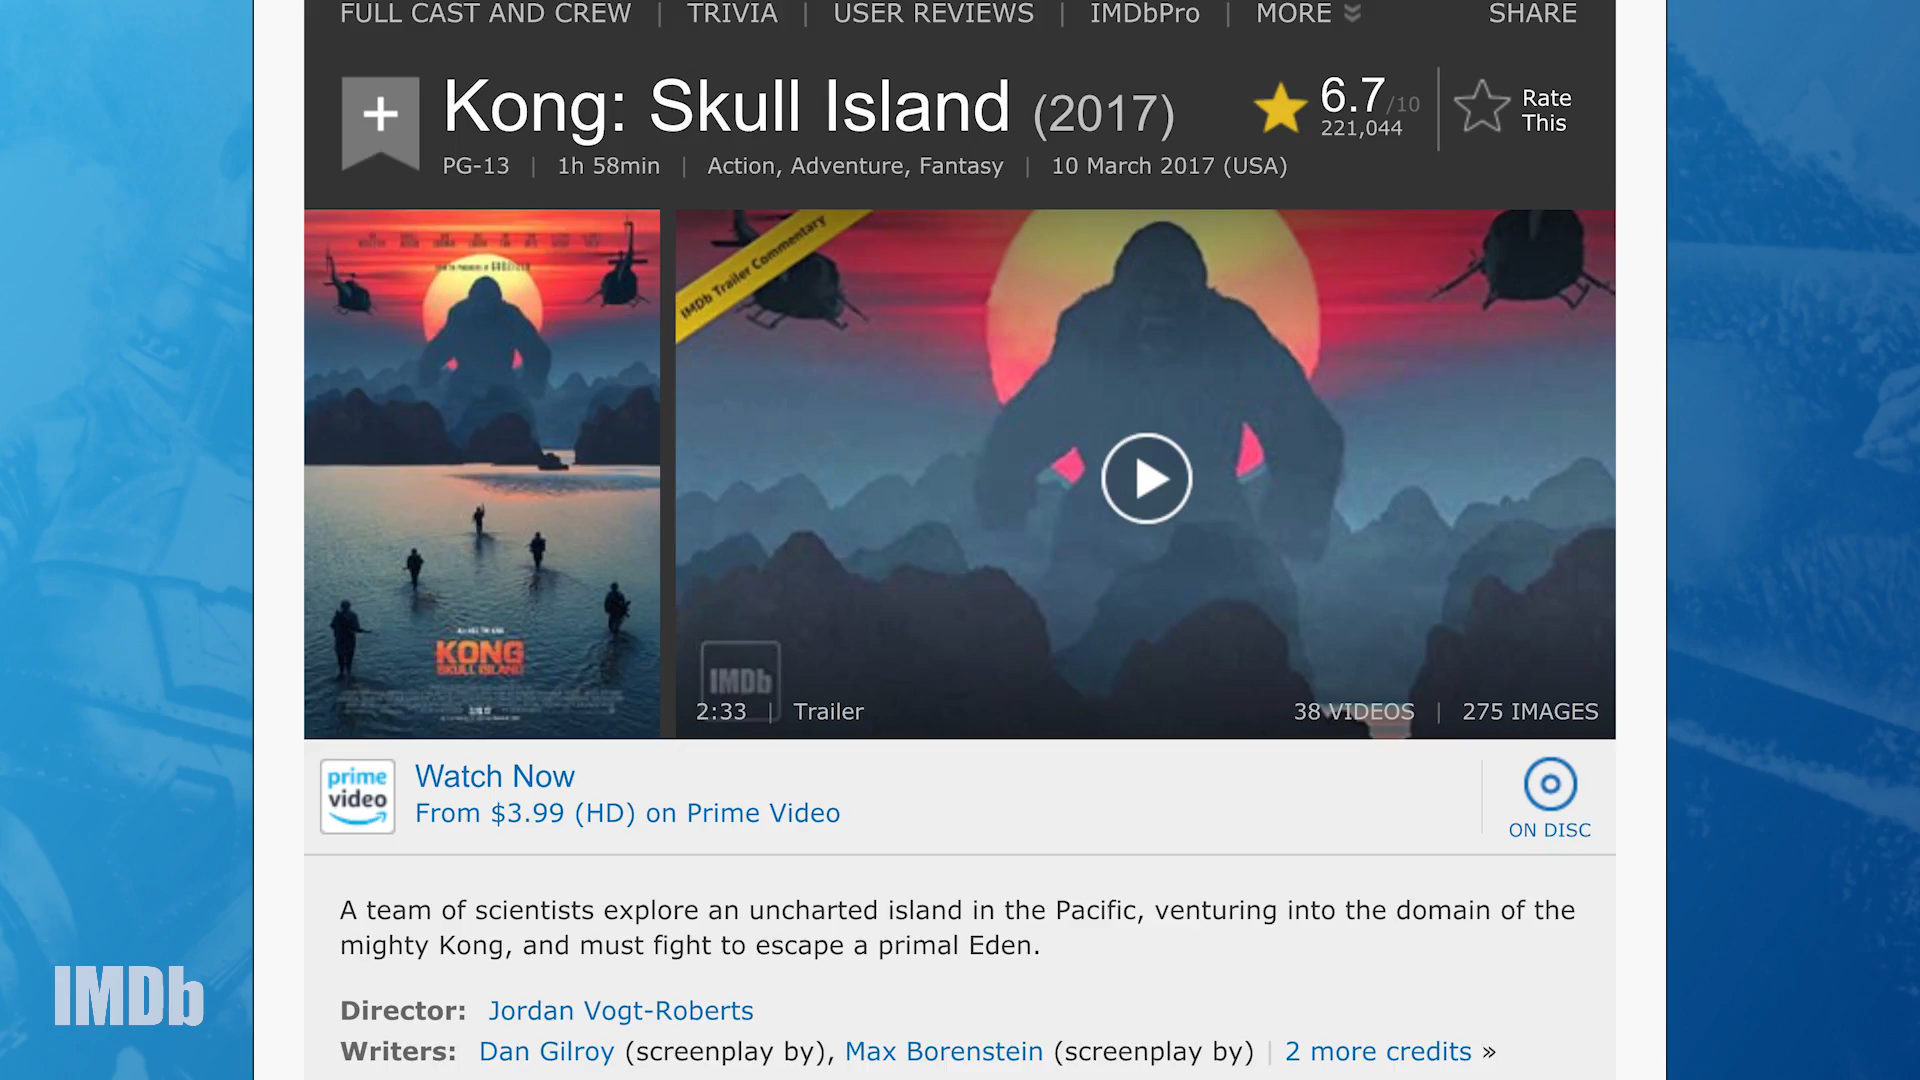 FULL CAST AND CREW | TRIVIA | USER REVIEWS | IMDbPro | MORE SHARE
+ Kong: Skull Island (2017) 6.7/10 Rate
221,044 This
PG-13 | 1h 58min | Action, Adventure, Fantasy | 10 March 2017 (USA)
IMDb Trailer Commentary
KONG
SKULL ISLAND
IMDb
2:33 | Trailer 38 VIDEOS | 275 IMAGES
prime video
Watch Now
From $3.99 (HD) on Prime Video
ON DISC
A team of scientists explore an uncharted island in the Pacific, venturing into the domain of the
mighty Kong, and must fight to escape a primal Eden.
IMDb
Director: Jordan Vogt-Roberts
Writers: Dan Gilroy (screenplay by), Max Borenstein (screenplay by) | 2 more credits »